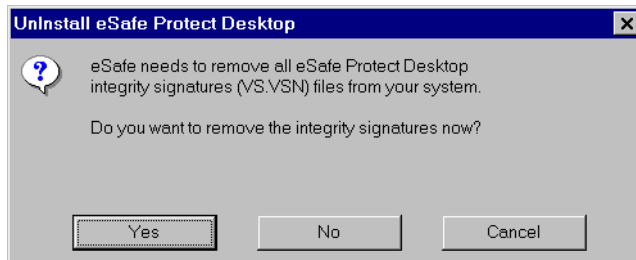 UnInstall eSafe Protect Desktop
eSafe needs to remove all eSafe Protect Desktop
integrity signatures (VS.VSN) files from your system.
Do you want to remove the integrity signatures now?
Yes
No
Cancel